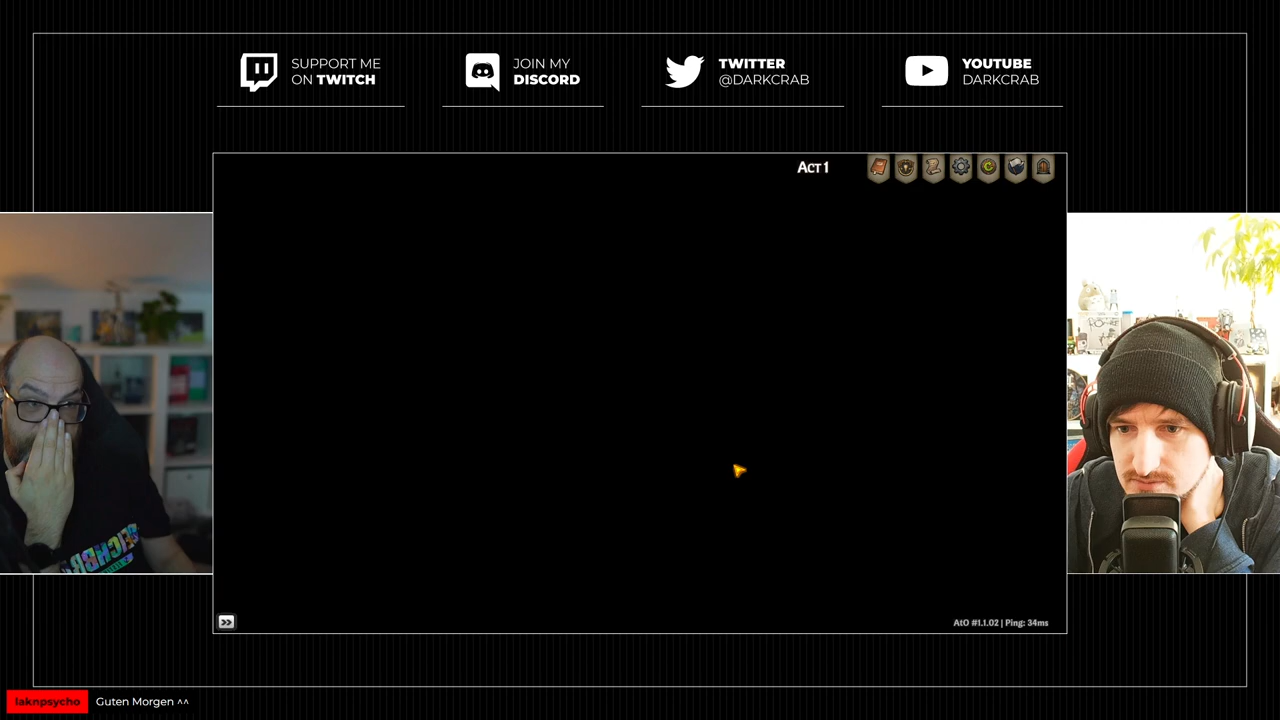 SUPPORT ME
ON TWITCH
JOIN MY
DISCORD
TWITTER
@DARKCRAB
YOUTUBE
DARKCRAB
ACT 1
AtO #1.1.02 | Ping: 34ms
laknpsycho Guten Morgen ^^